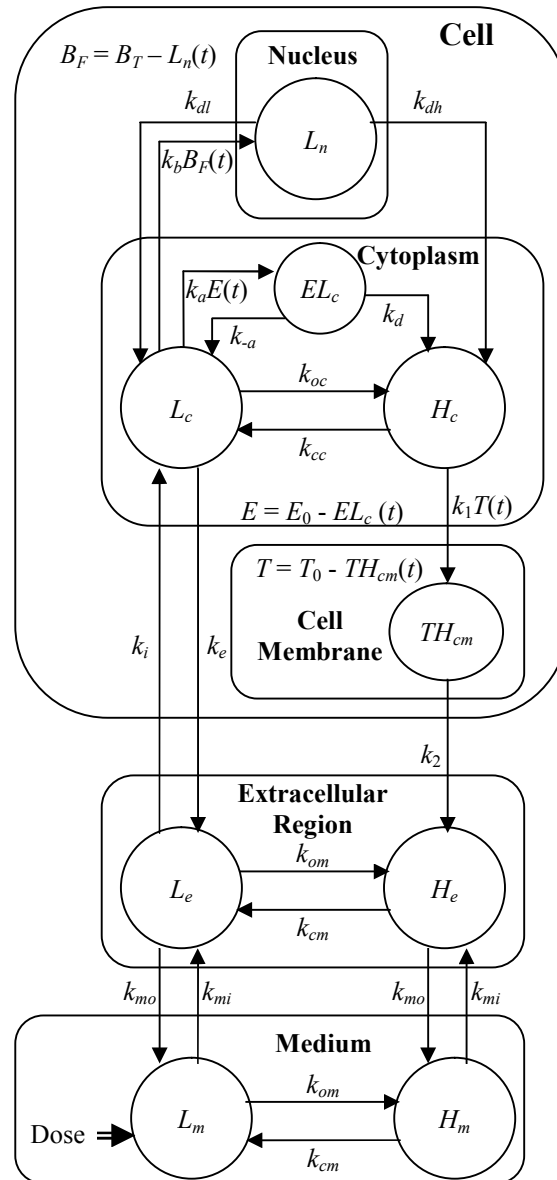 Cell
B_F = B_T – L_n(t)
Nucleus
k_dl
k_dh
L_n
k_bB_F(t)
Cytoplasm
EL_c
k_aE(t)
k_d
k_-a
k_oc
L_c
H_c
k_cc
E = E_0 - EL_c (t)
k_1T(t)
T = T_0 - TH_cm(t)
Cell
Membrane
TH_cm
k_i
k_e
k_2
Extracellular
Region
k_om
L_e
H_e
k_cm
k_mo
k_mi
k_mo
k_mi
Medium
k_om
Dose
L_m
H_m
k_cm